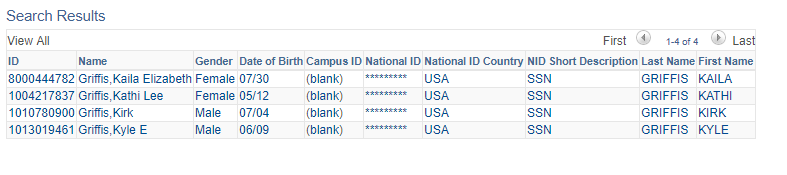 Search Results
View All First 1-4 of 4 Last
ID Name Gender Date of Birth Campus ID National ID National ID Country NID Short Description Last Name First Name
8000444782 Griffis,Kaila Elizabeth Female 07/30 (blank) ********* USA SSN GRIFFIS KAILA
1004217837 Griffis,Kathi Lee Female 05/12 (blank) ********* USA SSN GRIFFIS KATHI
1010780900 Griffis,Kirk Male 07/04 (blank) ********* USA SSN GRIFFIS KIRK
1013019461 Griffis,Kyle E Male 06/09 (blank) ********* USA SSN GRIFFIS KYLE